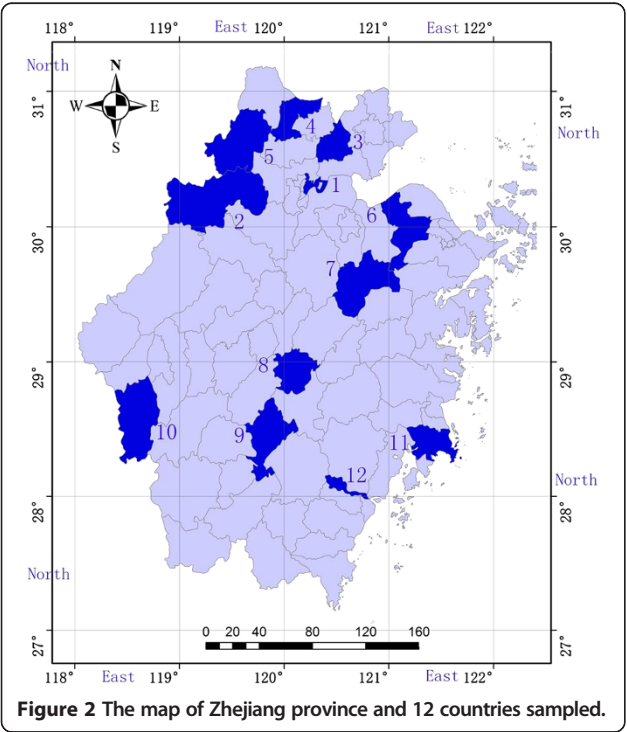 118° 119° East 120° 121° East 122°
North
N
W E
S
31° 31°
North
4
3
5
1
2
6
30° 30°
7
29° 29°
8
10
9
11
12
North
28° 28°
North
0 20 40 80 120 160
27° 27°
118° East 119° 120° 121° East 122°
Figure 2 The map of Zhejiang province and 12 countries sampled.